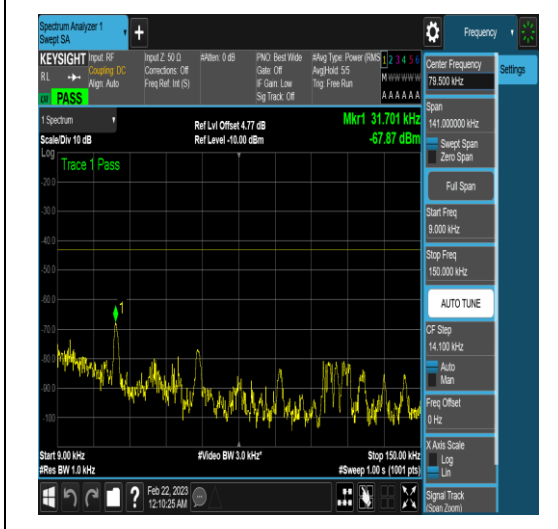 Spectrum Analyzer 1
Swept SA
+
Frequency
KEYSIGHT Input: RF
RL Coupling: DC
Align: Auto
Input Z: 50 Ω
Corrections: Off
Freq Ref: Int (S)
#Atten: 0 dB
PNO: Best Wide
Gate: Off
IF Gain: Low
Sig Track: Off
#Avg Type: Power (RMS
Avg|Hold: 5/5
Trig: Free Run
1 2 3 4 5 6
M W W W W W
A A A A A A
PASS
Settings
1 Spectrum
Scale/Div 10 dB
Ref Lvl Offset 4.77 dB
Ref Level -10.00 dBm
Mkr1 31.701 kHz
-67.87 dBm
Log
Trace 1 Pass
-20.0
-30.0
-40.0
-50.0
-60.0
-70.0
-80.0
-90.0
-100
1
Start 9.00 kHz
#Res BW 1.0 kHz
#Video BW 3.0 kHz*
Stop 150.00 kHz
#Sweep 1.00 s (1001 pts)
Center Frequency
79.500 kHz
Span
141.000000 kHz
Swept Span
Zero Span
Full Span
Start Freq
9.000 kHz
Stop Freq
150.000 kHz
AUTO TUNE
CF Step
14.100 kHz
Auto
Man
Freq Offset
0 Hz
X Axis Scale
Log
Lin
Signal Track
(Span Zoom)
?
Feb 22, 2023
12:10:25 AM